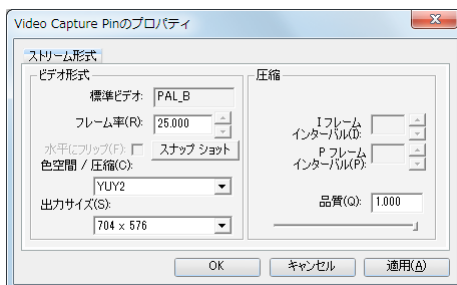 Video Capture Pinのプロパティ
ストリーム形式
ビデオ形式
標準ビデオ: PAL_B
フレーム率(R): 25.000
水平にフリップ(F): スナップ ショット
色空間 / 圧縮(C):
YUY2
出力サイズ(S):
704 x 576
圧縮
I フレーム
インターバル(I):
P フレーム
インターバル(P):
品質(Q): 1.000
OK キャンセル 適用(A)